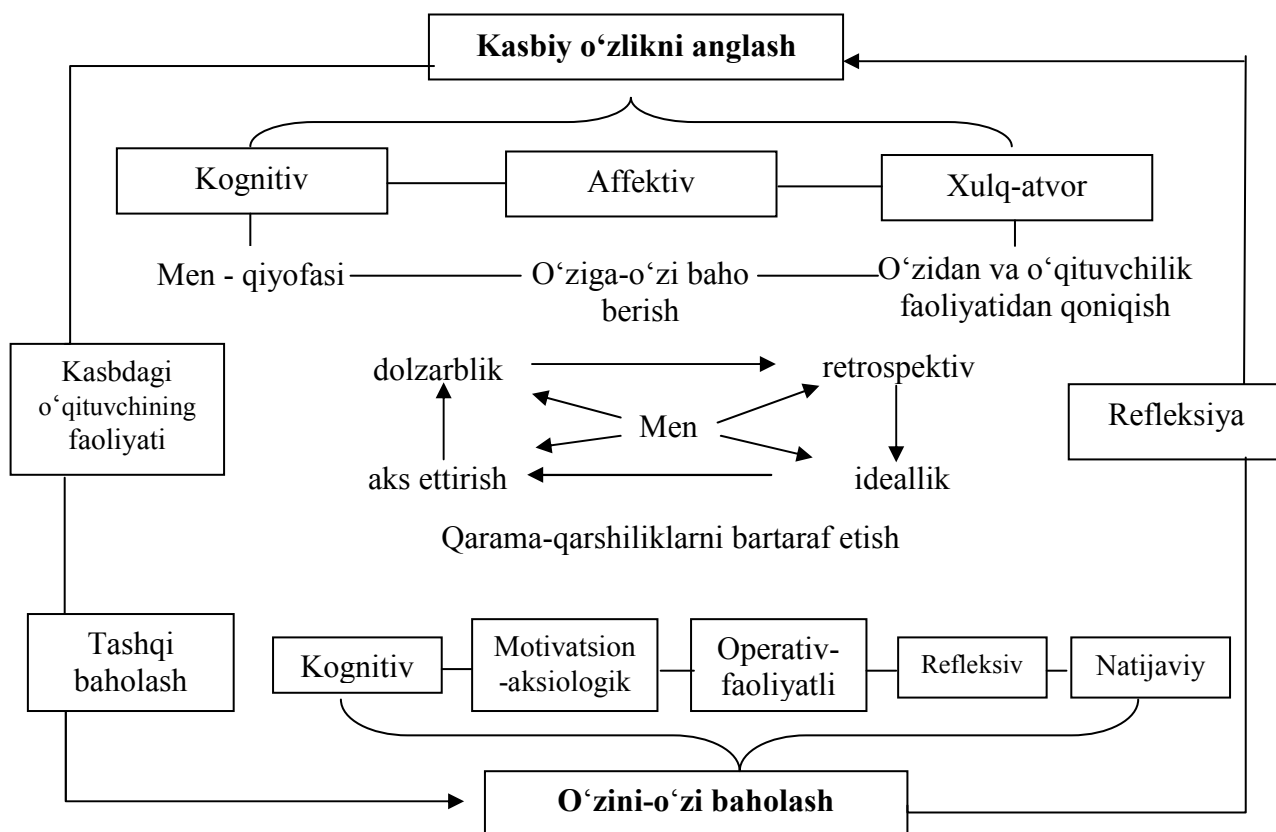 Kasbiy o‘zlikni anglash
Kognitiv
Affektiv
Xulq-atvor
Men - qiyofasi
O‘ziga-o‘zi baho
berish
O‘zidan va o‘qituvchilik
faoliyatidan qoniqish
Kasbdagi
o‘qituvchining
faoliyati
dolzarblik
retrospektiv
Men
aks ettirish
ideallik
Refleksiya
Qarama-qarshiliklarni bartaraf etish
Tashqi
baholash
Kognitiv
Motivatsion
-aksiologik
Operativ-
faoliyatli
Refleksiv
Natijaviy
O‘zini-o‘zi baholash